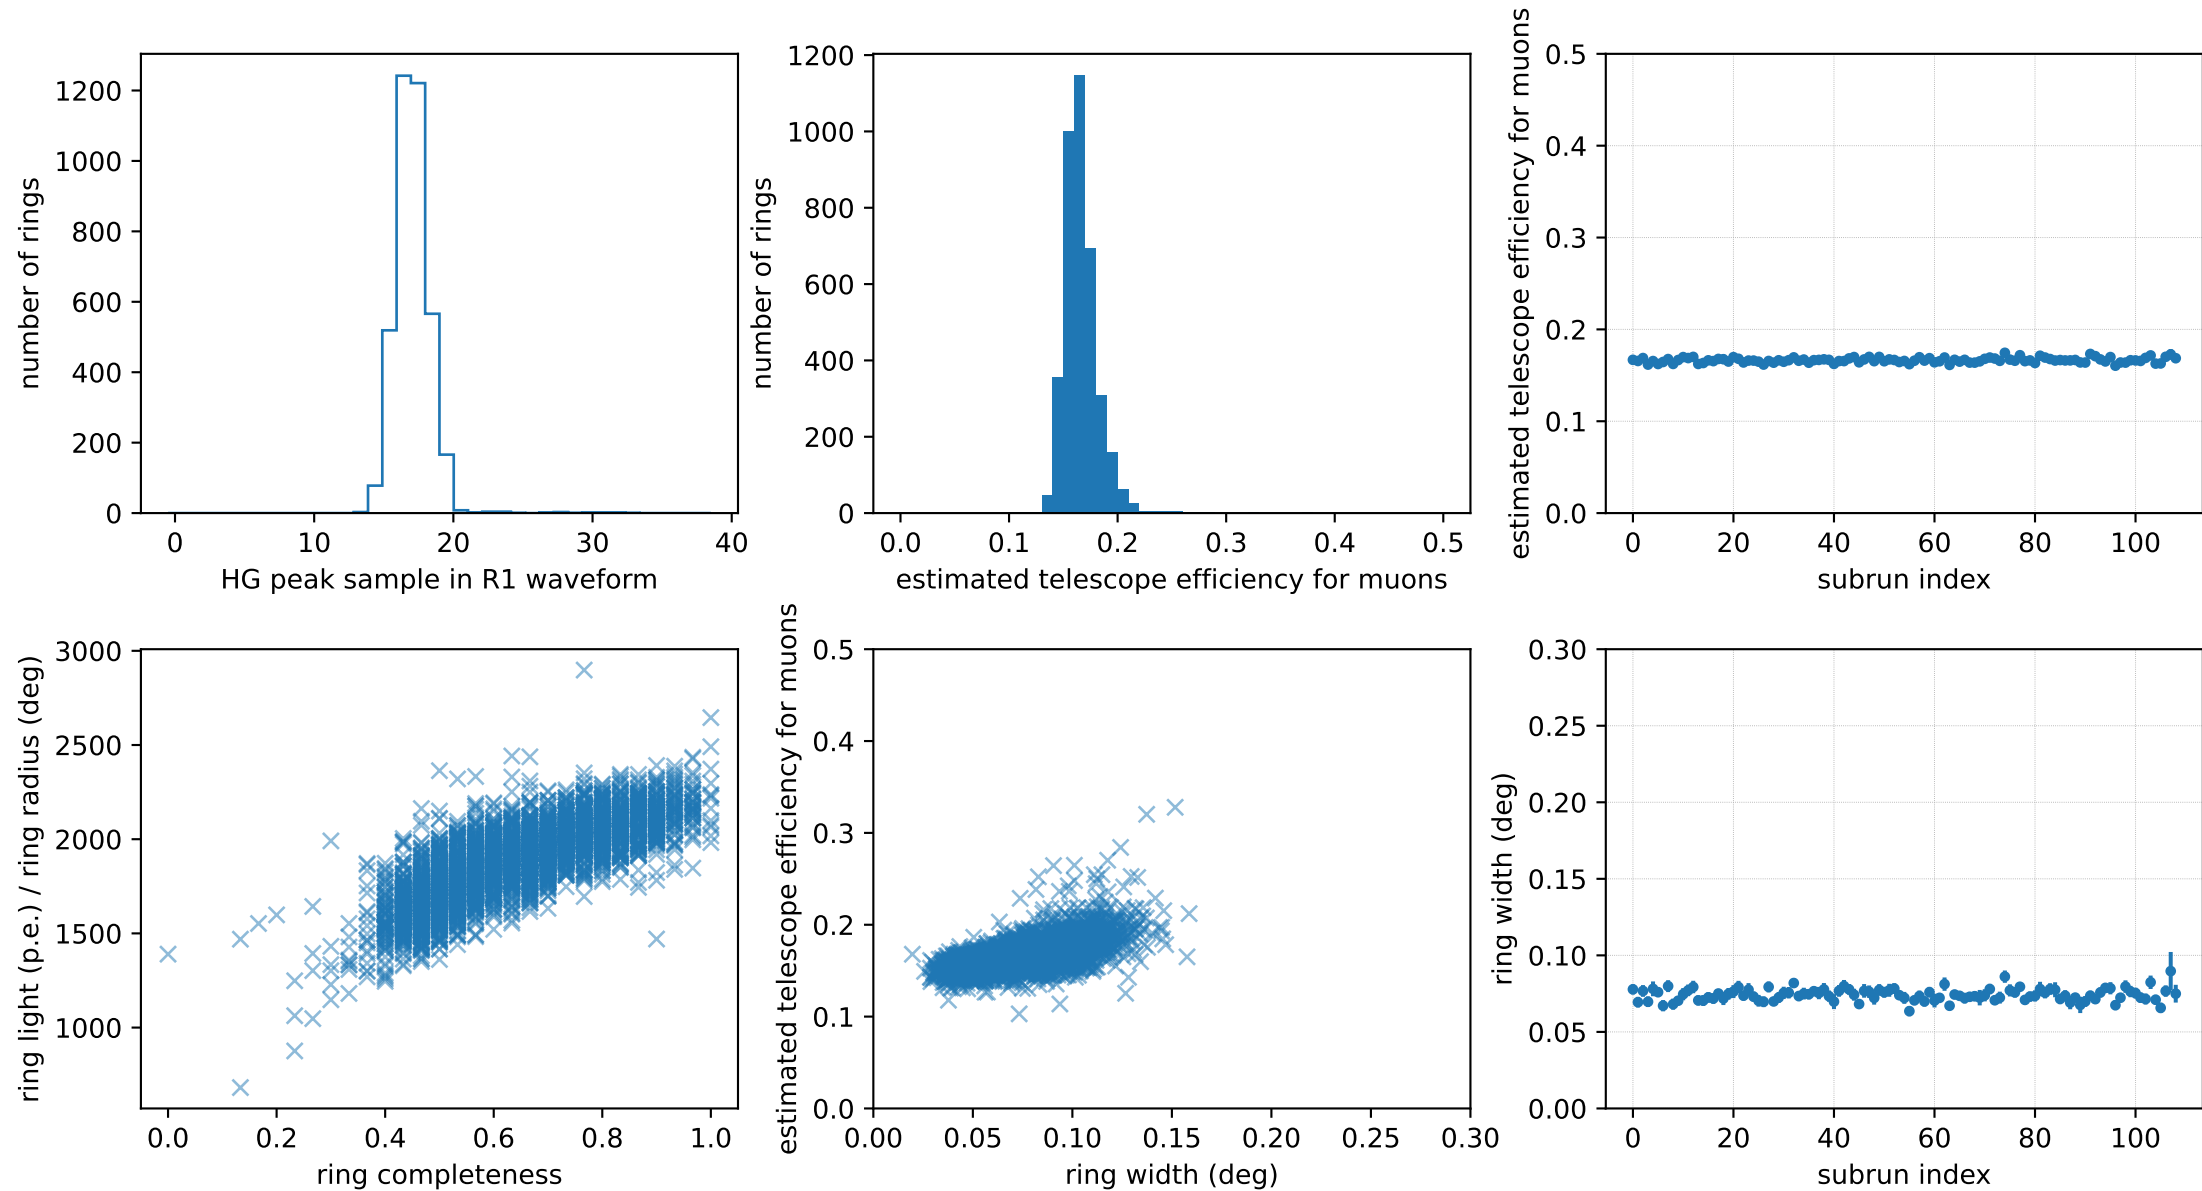 number of rings
1200
1000
800
600
400
200
0
0 10 20 30 40
HG peak sample in R1 waveform
number of rings
1200
1000
800
600
400
200
0
0.0 0.1 0.2 0.3 0.4 0.5
estimated telescope efficiency for muons
estimated telescope efficiency for muons
0.5
0.4
0.3
0.2
0.1
0.0
0 20 40 60 80 100
subrun index
ring light (p.e.) / ring radius (deg)
3000
2500
2000
1500
1000
0.0 0.2 0.4 0.6 0.8 1.0
ring completeness
estimated telescope efficiency for muons
0.5
0.4
0.3
0.2
0.1
0.0
0.00 0.05 0.10 0.15 0.20 0.25 0.30
ring width (deg)
ring width (deg)
0.30
0.25
0.20
0.15
0.10
0.05
0.00
0 20 40 60 80 100
subrun index